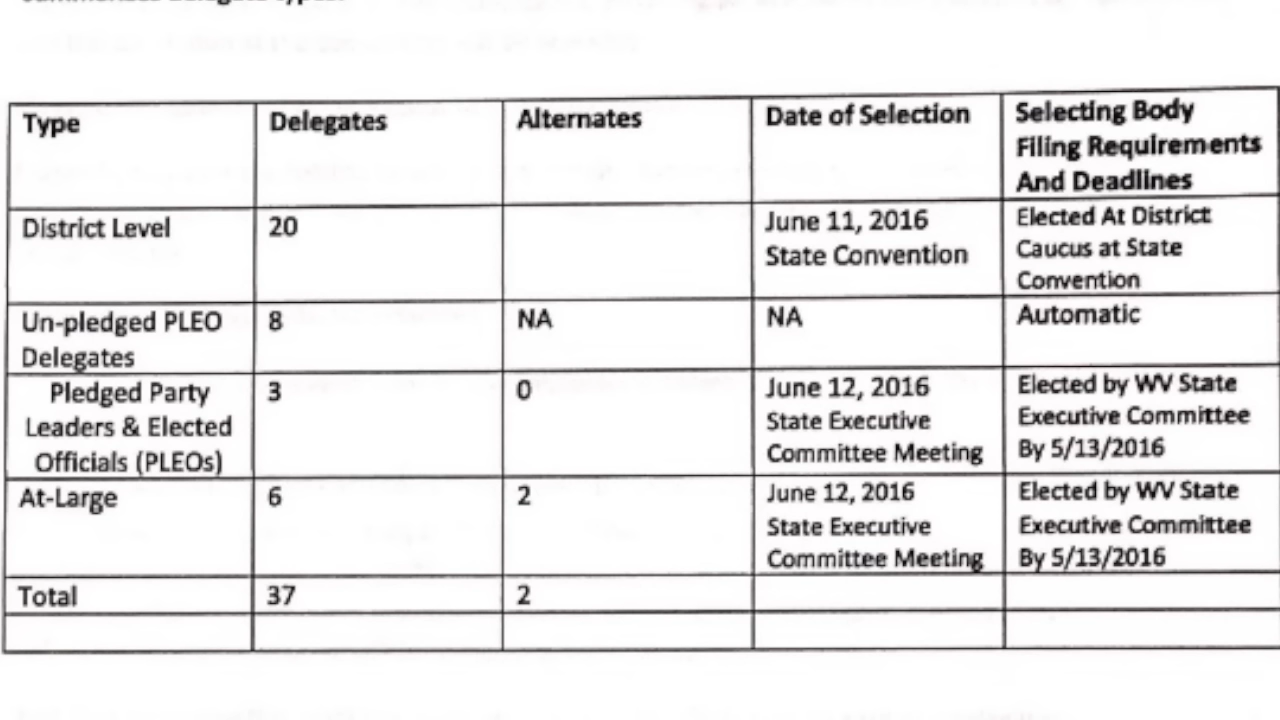 Type Delegates Alternates Date of Selection Selecting Body
Filing Requirements
And Deadlines
District Level 20 June 11, 2016 Elected At District
State Convention Caucus at State
Convention
Un-pledged PLEO 8 NA NA Automatic
Delegates
Pledged Party 3 0 June 12, 2016 Elected by WV State
Leaders & Elected State Executive Executive Committee
Officials (PLEOs) Committee Meeting By 5/13/2016
At-Large 6 2 June 12, 2016 Elected by WV State
State Executive Executive Committee
Committee Meeting By 5/13/2016
Total 37 2